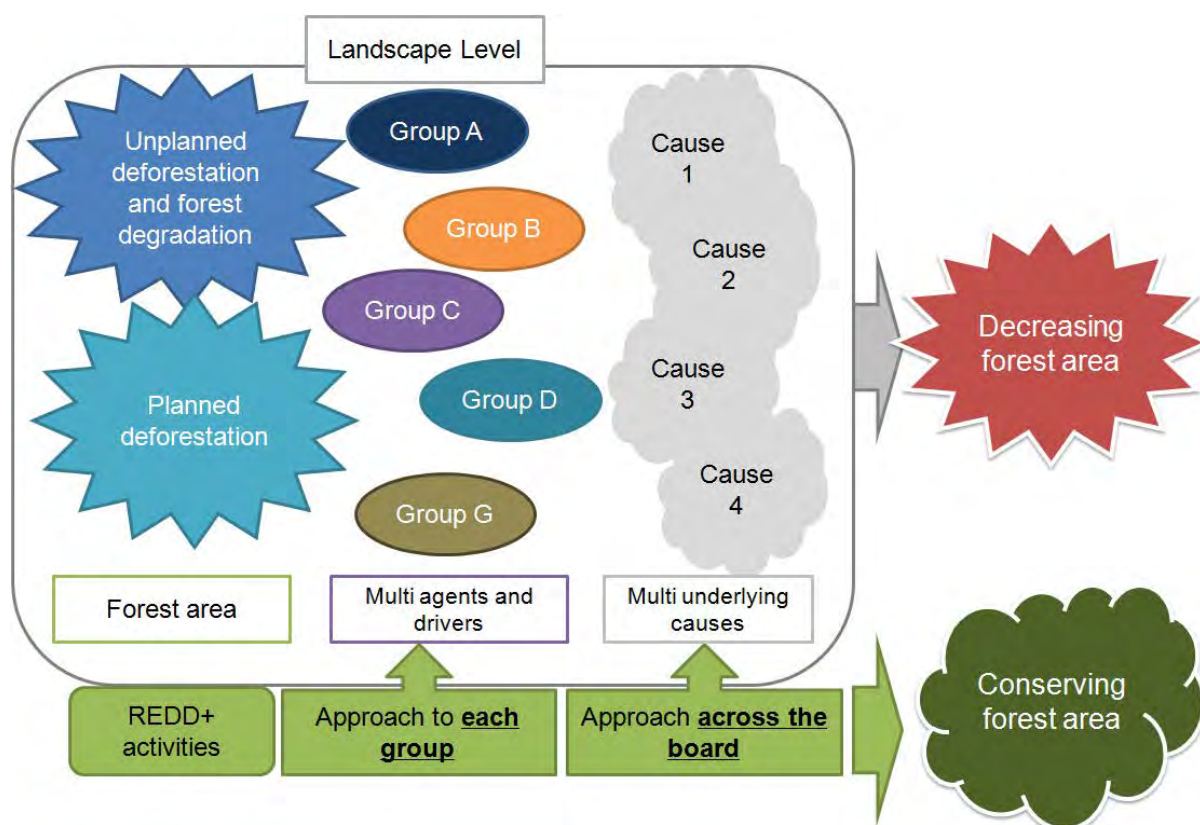 Landscape Level
Unplanned
deforestation
and forest
degradation
Planned
deforestation
Group A
Group B
Group C
Group D
Group G
Cause
1
Cause
2
Cause
3
Cause
4
Decreasing
forest area
Forest area
Multi agents and
drivers
Multi underlying
causes
REDD+
activities
Approach to each
group
Approach across the
board
Conserving
forest area